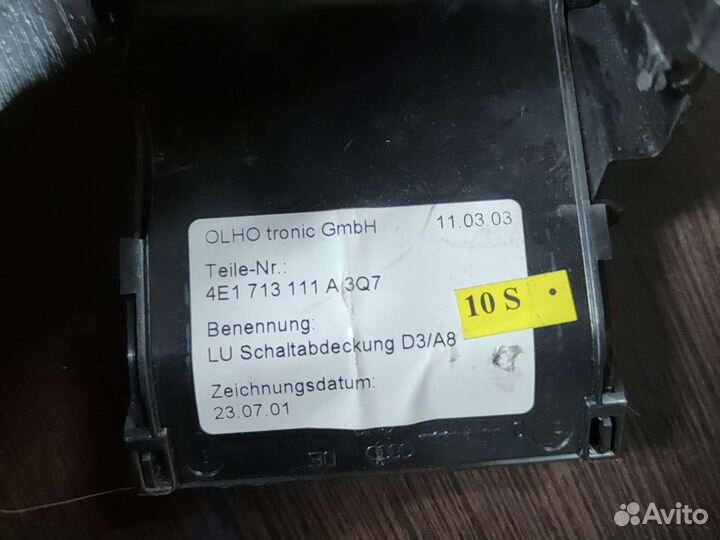 OLHO tronic GmbH 11.03.03
Teile-Nr.:
4E1 713 111 A 3Q7
10 S .
Benennung:
LU Schaltabdeckung D3/A8
Zeichnungsdatum:
23.07.01
Avito